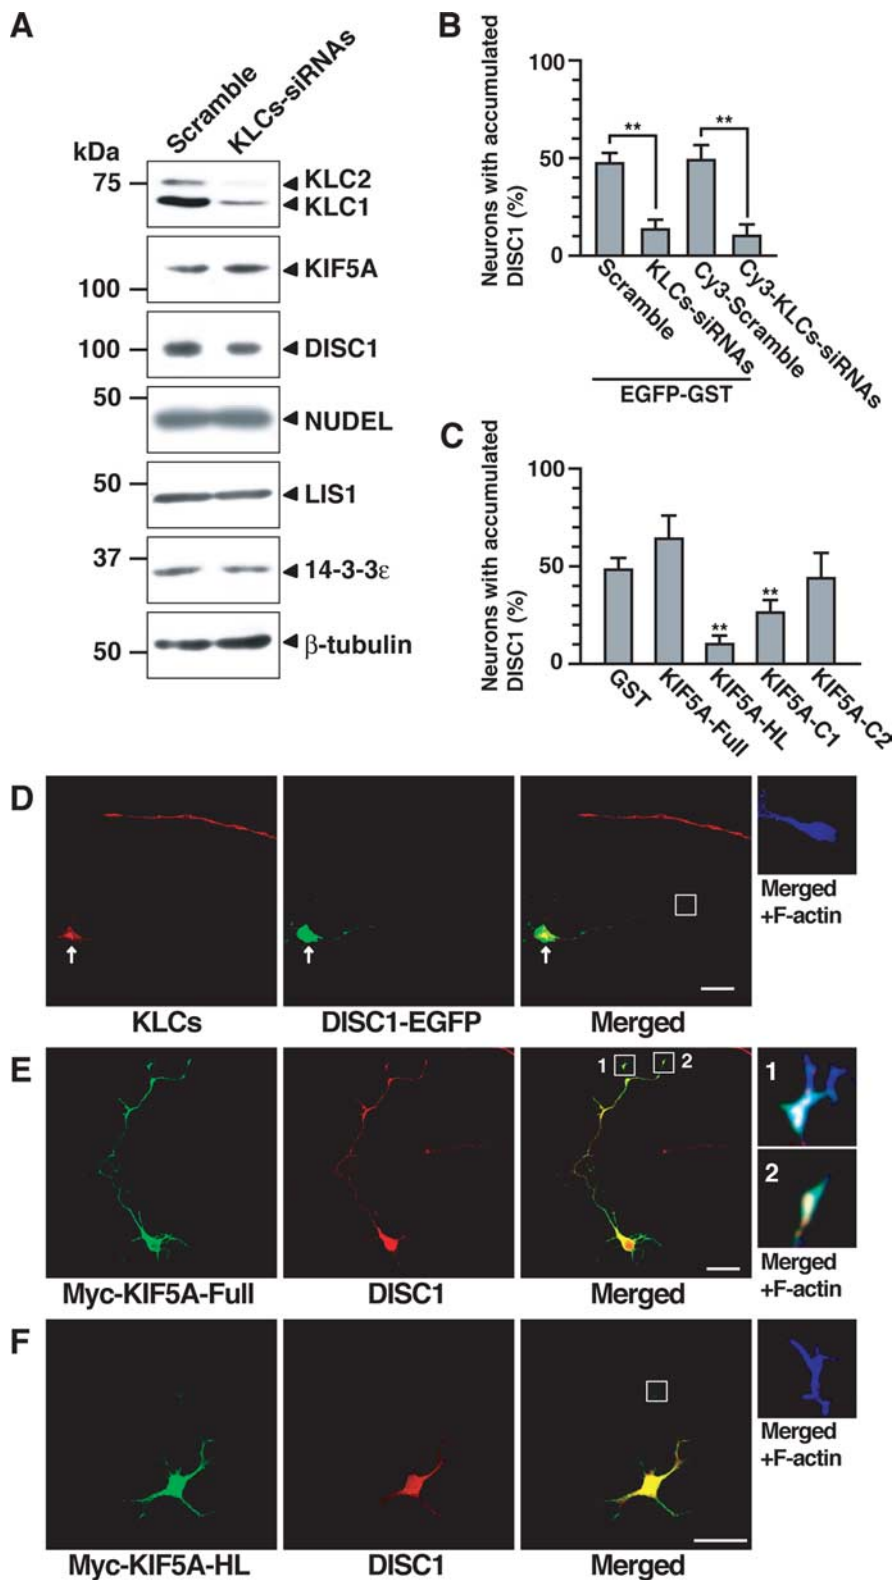 A
Scramble
KLCs-siRNAs
kDa
75
KLC2
KLC1
KIF5A
100
100
DISC1
50
NUDEL
50
LIS1
37
14-3-3ε
50
β-tubulin
B
Neurons with accumulated
DISC1 (%)
100
50
0
**
**
Scramble
KLCs-siRNAs
Cy3-Scramble
Cy3-KLCs-siRNAs
EGFP-GST
C
Neurons with accumulated
DISC1 (%)
100
50
0
**
**
GST
KIF5A-Full
KIF5A-HL
KIF5A-C1
KIF5A-C2
D
KLCs
DISC1-EGFP
Merged
Merged
+F-actin
E
1
2
1
2
Myc-KIF5A-Full
DISC1
Merged
Merged
+F-actin
F
Myc-KIF5A-HL
DISC1
Merged
Merged
+F-actin